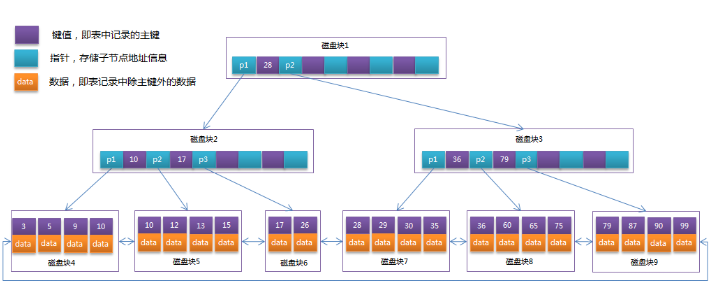 键值，即表中记录的主键
指针，存储子节点地址信息
data 数据，即表记录中除主键外的数据
磁盘块1
p1 28 p2
磁盘块2
磁盘块3
p1 10 p2 17 p3
p1 36 p2 79 p3
3 5 9 10
data data data data
磁盘块4
10 12 13 15
data data data data
磁盘块5
17 26
data data
磁盘块6
28 29 30 35
data data data data
磁盘块7
36 60 65 75
data data data data
磁盘块8
79 87 90 99
data data data data
磁盘块9